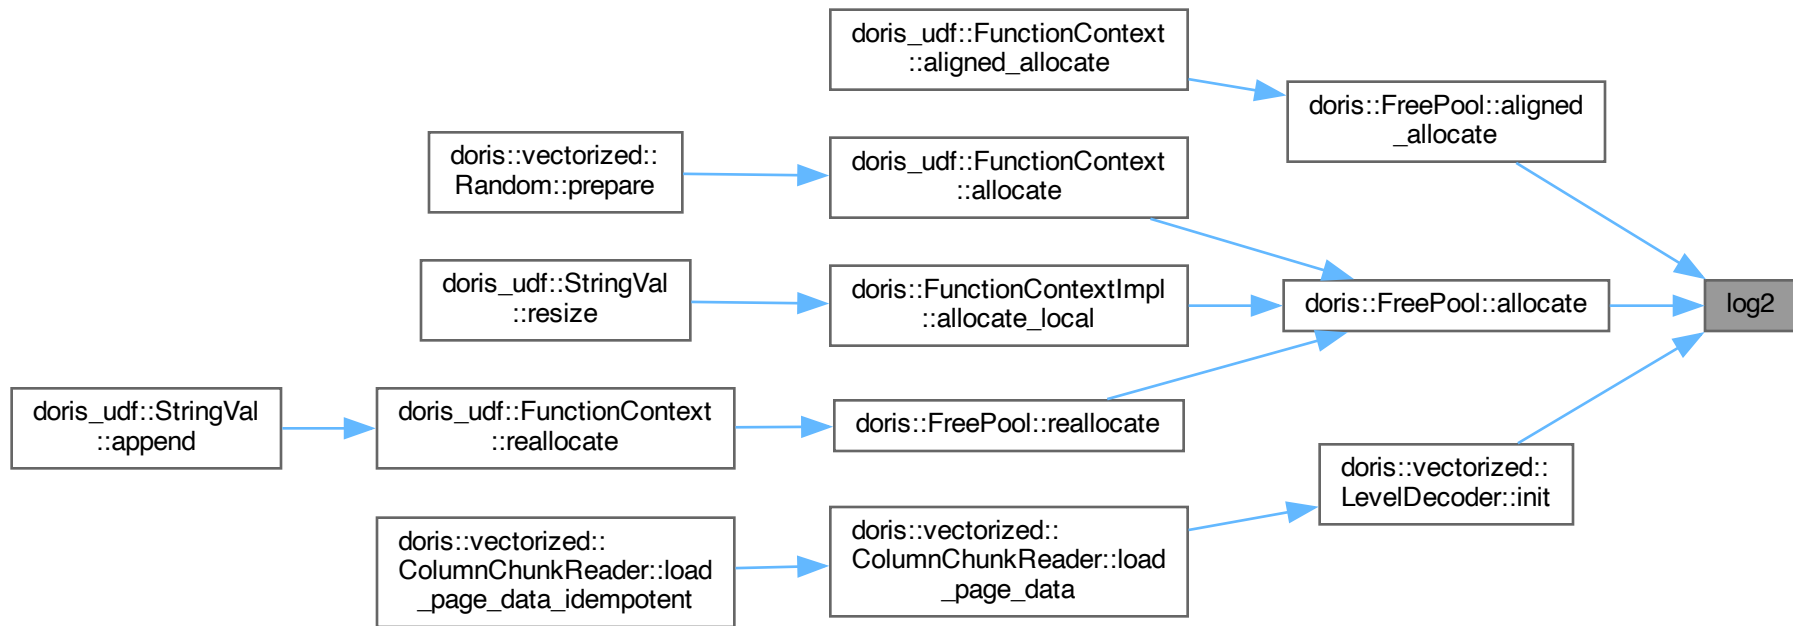 doris_udf::FunctionContext
::aligned_allocate
doris::FreePool::aligned
_allocate
doris::vectorized::
Random::prepare
doris_udf::FunctionContext
::allocate
doris_udf::StringVal
::resize
doris::FunctionContextImpl
::allocate_local
doris::FreePool::allocate
log2
doris_udf::StringVal
::append
doris_udf::FunctionContext
::reallocate
doris::FreePool::reallocate
doris::vectorized::
LevelDecoder::init
doris::vectorized::
ColumnChunkReader::load
_page_data_idempotent
doris::vectorized::
ColumnChunkReader::load
_page_data